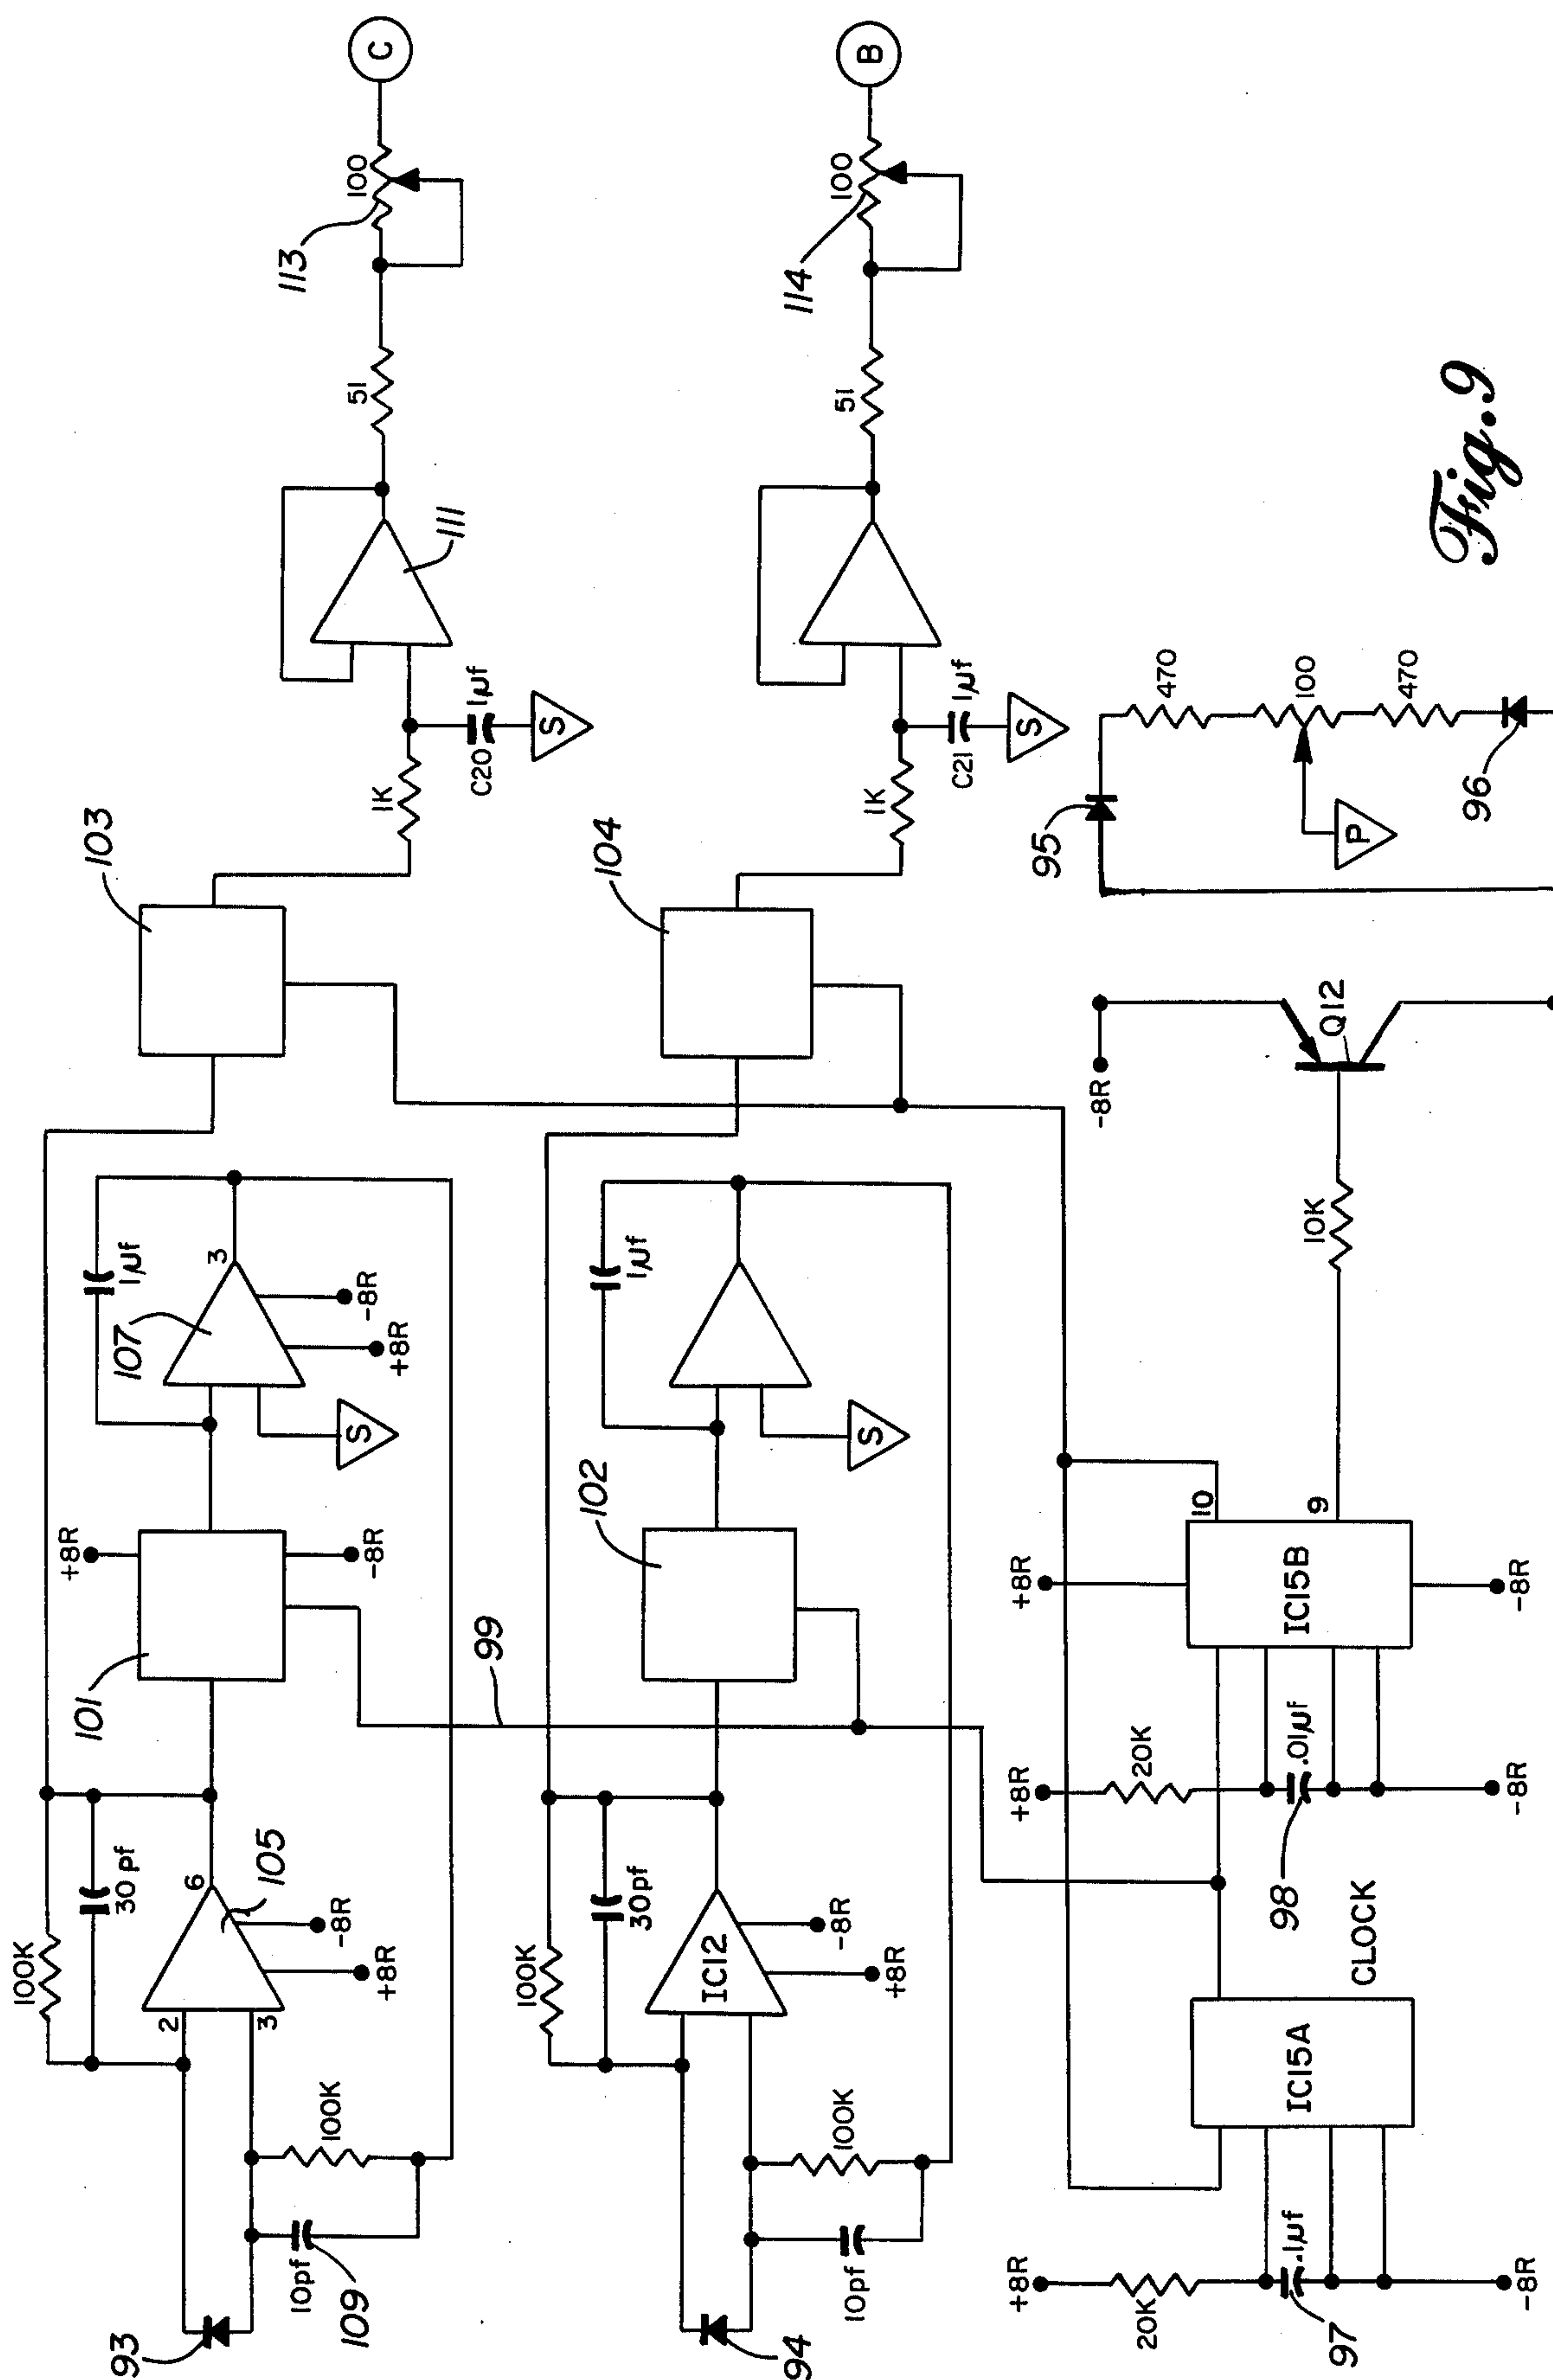 93
100K
30 pf
2
6
3
105
-8R
+8R
100K
10pf
109
101
+8R
-8R
107
1µf
3
-8R
+8R
S
103
1K
1µf
C20
S
111
51
113
100
C
94
100K
30pf
IC12
-8R
+8R
100K
10pf
99
102
1µf
S
104
1K
1µf
C21
S
51
114
100
B
+8R
20K
.1µf
97
-8R
IC15A
CLOCK
+8R
20K
.01µf
98
-8R
+8R
IC15B
10
9
-8R
10K
-8R
Q12
95
470
100
470
P
96
Fig.9